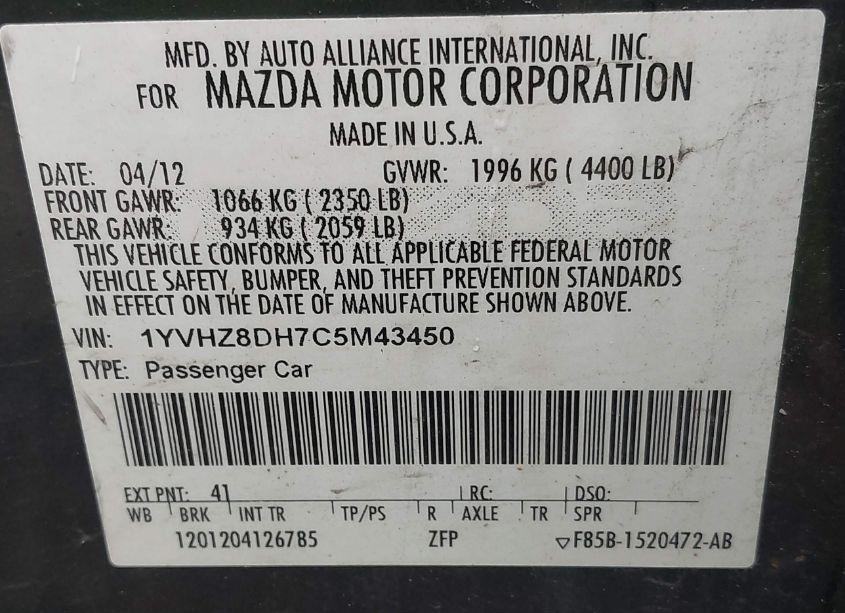 MFD. BY AUTO ALLIANCE INTERNATIONAL, INC.
FOR MAZDA MOTOR CORPORATION
MADE IN U.S.A.
DATE: 04/12 GVWR: 1996 KG ( 4400 LB)
FRONT GAWR: 1066 KG ( 2350 LB)
REAR GAWR: 934 KG ( 2059 LB)
THIS VEHICLE CONFORMS TO ALL APPLICABLE FEDERAL MOTOR
VEHICLE SAFETY, BUMPER, AND THEFT PREVENTION STANDARDS
IN EFFECT ON THE DATE OF MANUFACTURE SHOWN ABOVE.
VIN: 1YVHZ8DH7C5M43450
TYPE: Passenger Car
EXT PNT: 41 RC: DSO:
WB BRK INT TR TP/PS R AXLE TR SPR
1201204126785 ZFP ▽F85B-1520472-AB